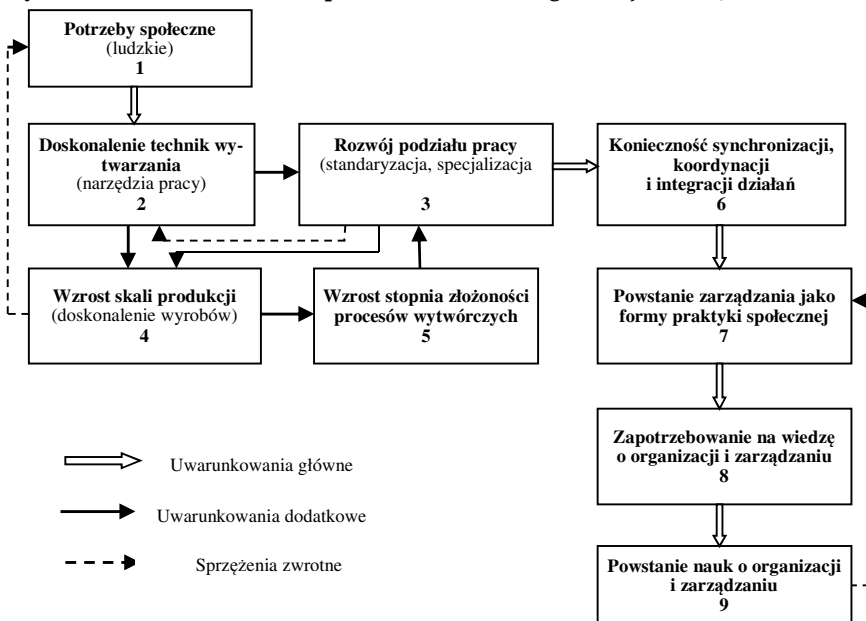 Potrzeby społeczne
(ludzkie)
1
Doskonalenie technik wy-
twarzania
(narzędzia pracy)
2
Rozwój podziału pracy
(standaryzacja, specjalizacja
3
Konieczność synchronizacji,
koordynacji
i integracji działań
6
Wzrost skali produkcji
(doskonalenie wyrobów)
4
Wzrost stopnia złożoności
procesów wytwórczych
5
Powstanie zarządzania jako
formy praktyki społecznej
7
Zapotrzebowanie na wiedzę
o organizacji i zarządzaniu
8
Powstanie nauk o organizacji
i zarządzaniu
9
Uwarunkowania główne
Uwarunkowania dodatkowe
Sprzężenia zwrotne